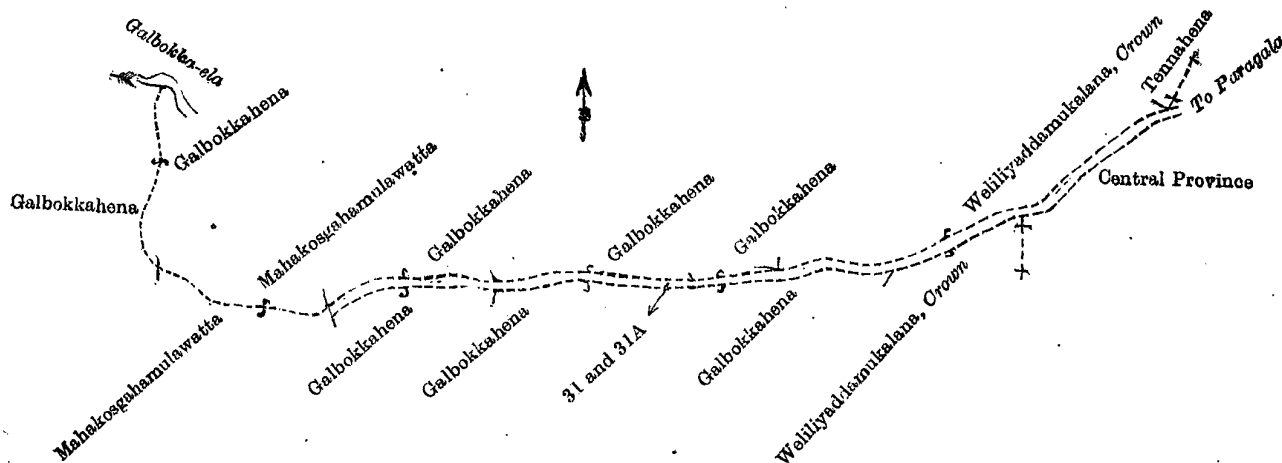 Galbokka-ela
Galbokkahena
Galbokkahena
Mahakosgahamulawatta
Mahakosgahamulawatta
Galbokkahena
Galbokkahena
Galbokkahena
Galbokkahena
31 and 31A
Galbokkahena
Galbokkahena
Weliliyaddamukalana, Crown
Weliliyaddamukalana, Crown
Tennahena
To Paragala
Central Province